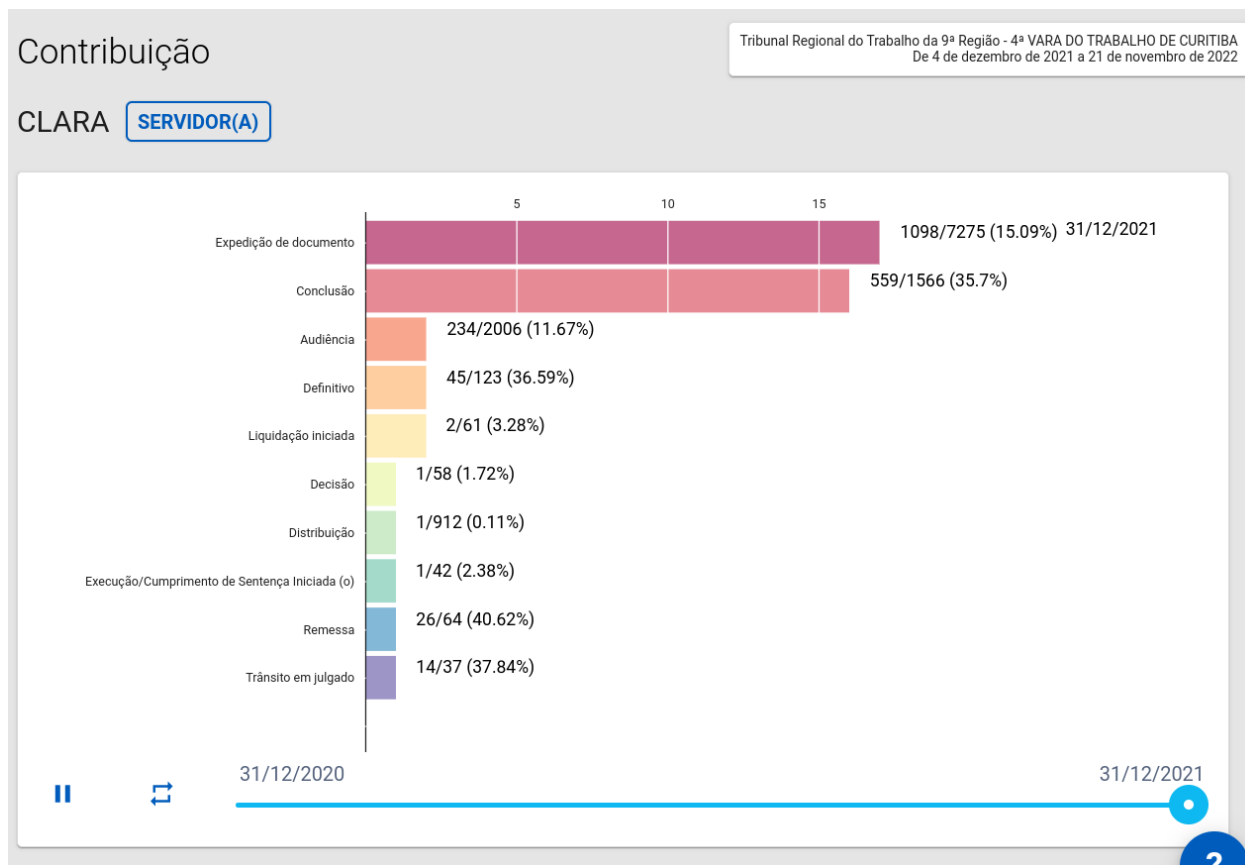 Contribuição
Tribunal Regional do Trabalho da 9ª Região - 4ª VARA DO TRABALHO DE CURITIBA
De 4 de dezembro de 2021 a 21 de novembro de 2022
CLARA SERVIDOR(A)
5 10 15
Expedição de documento 1098/7275 (15.09%) 31/12/2021
Conclusão 559/1566 (35.7%)
Audiência 234/2006 (11.67%)
Definitivo 45/123 (36.59%)
Liquidação iniciada 2/61 (3.28%)
Decisão 1/58 (1.72%)
Distribuição 1/912 (0.11%)
Execução/Cumprimento de Sentença Iniciada (o) 1/42 (2.38%)
Remessa 26/64 (40.62%)
Trânsito em julgado 14/37 (37.84%)
31/12/2020 31/12/2021
?